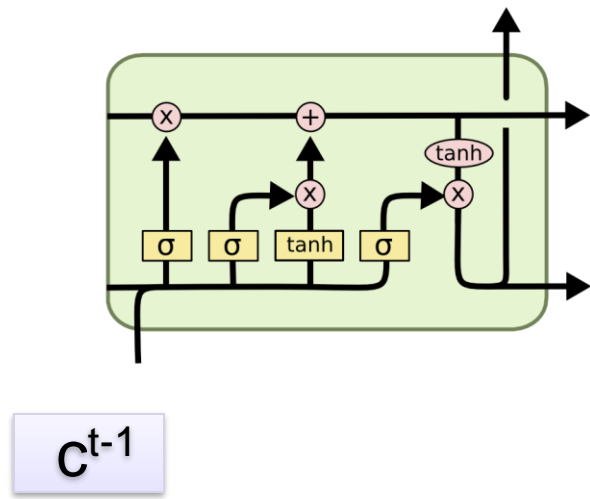 x +
tanh
x x
σ σ tanh σ
c^t-1